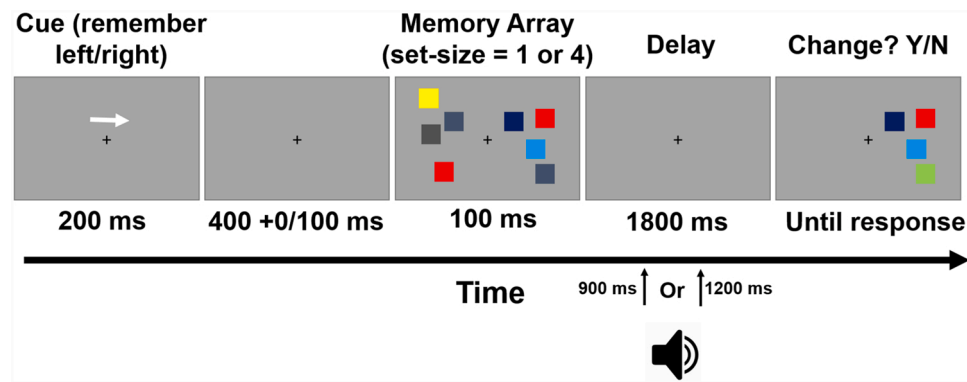 Cue (remember
left/right)
Memory Array
(set-size = 1 or 4)
Delay
Change? Y/N
200 ms
400 +0/100 ms
100 ms
1800 ms
Until response
Time
900 ms
Or
1200 ms